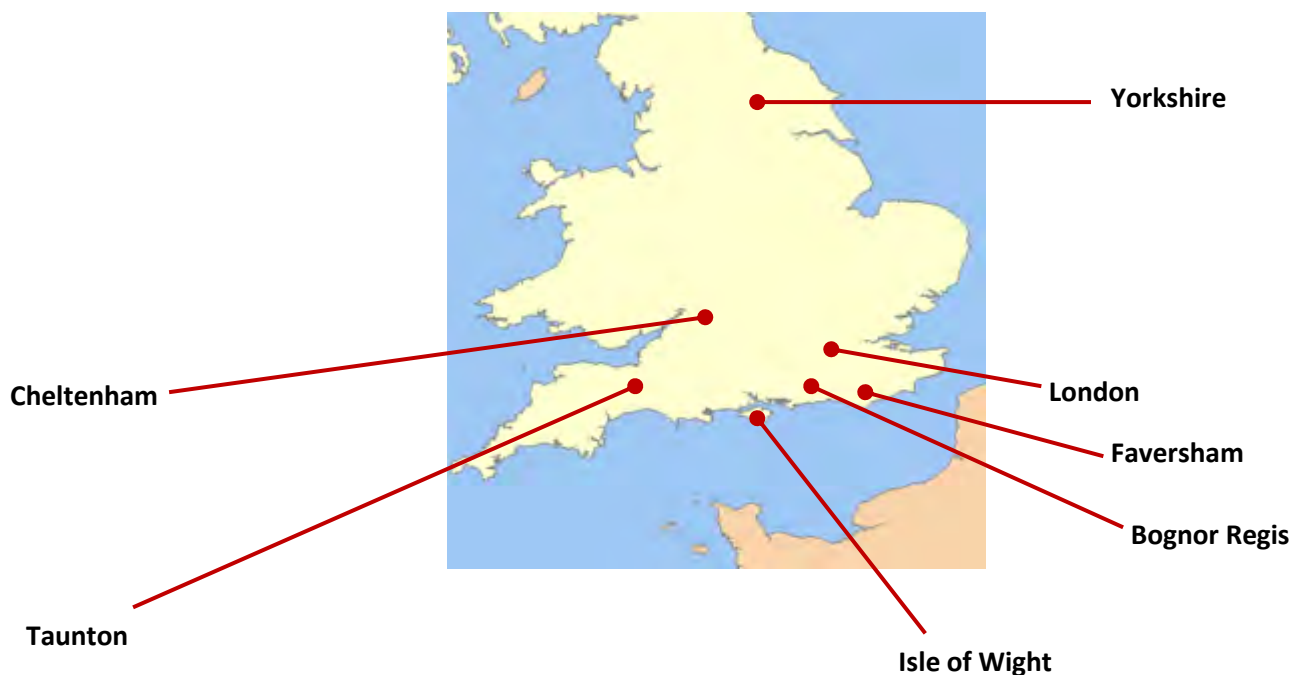 Yorkshire
Cheltenham
London
Faversham
Bognor Regis
Taunton
Isle of Wight